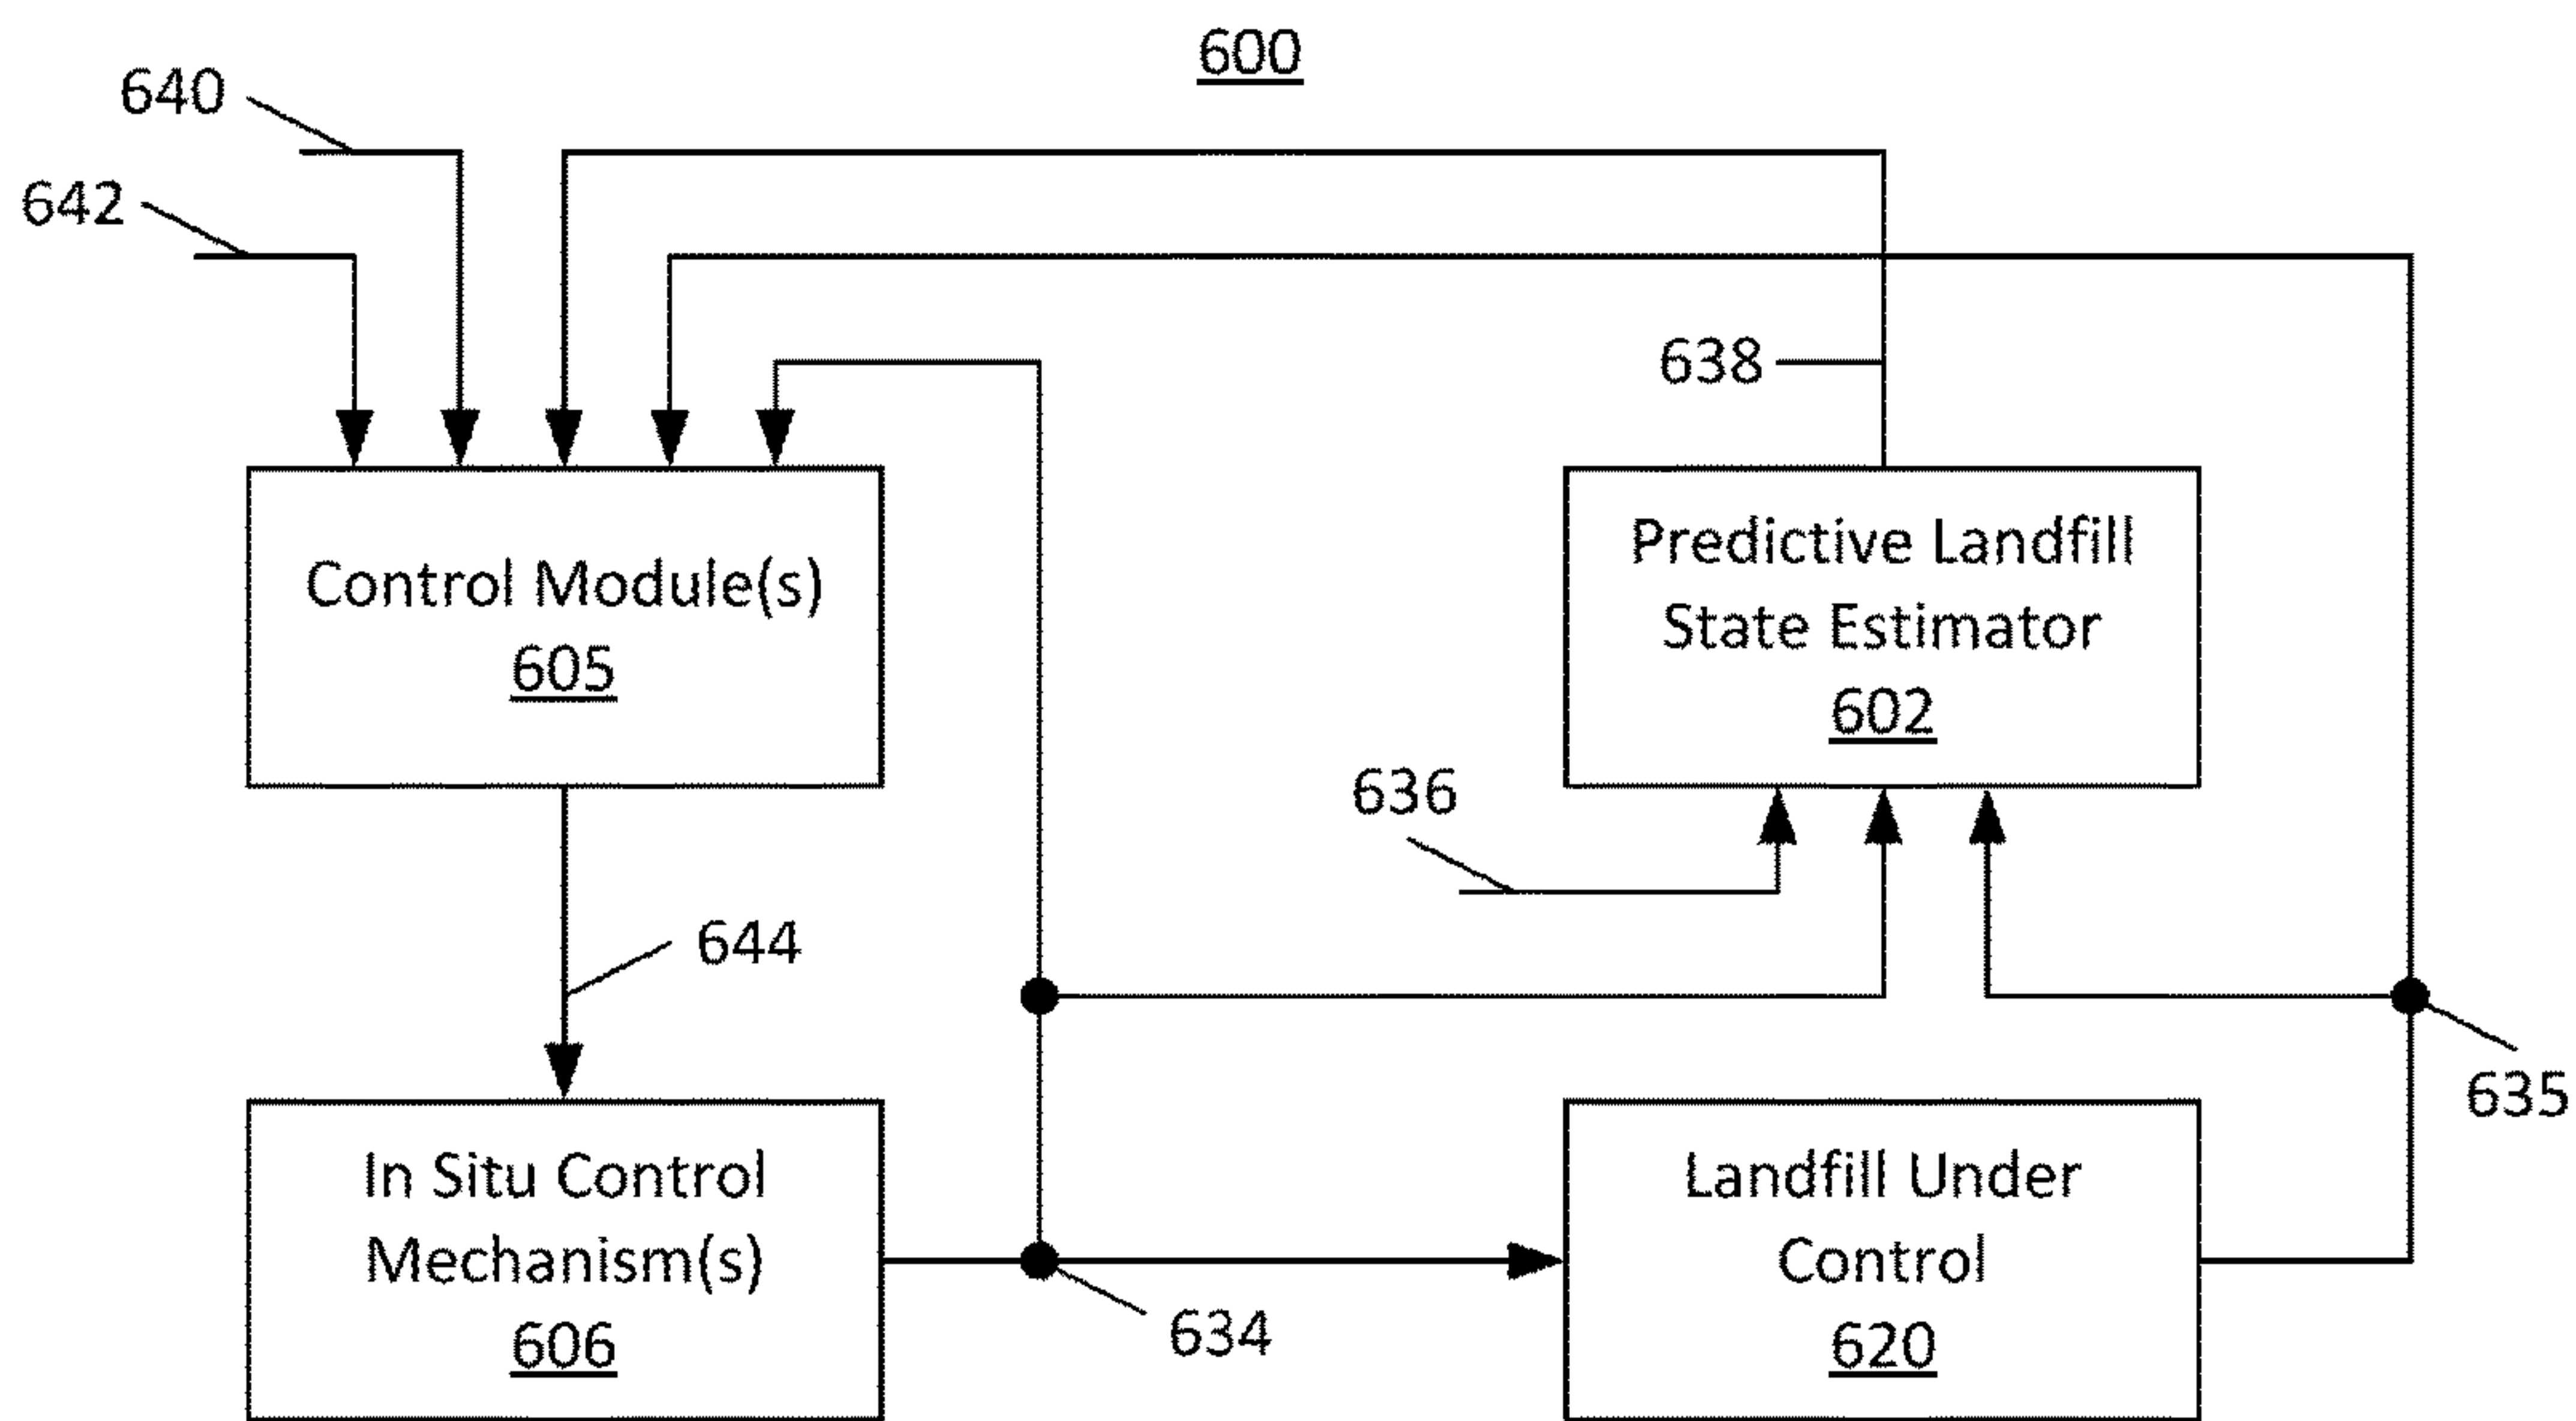 600
640
642
638
Control Module(s)
605
Predictive Landfill
State Estimator
602
636
644
635
In Situ Control
Mechanism(s)
606
634
Landfill Under
Control
620